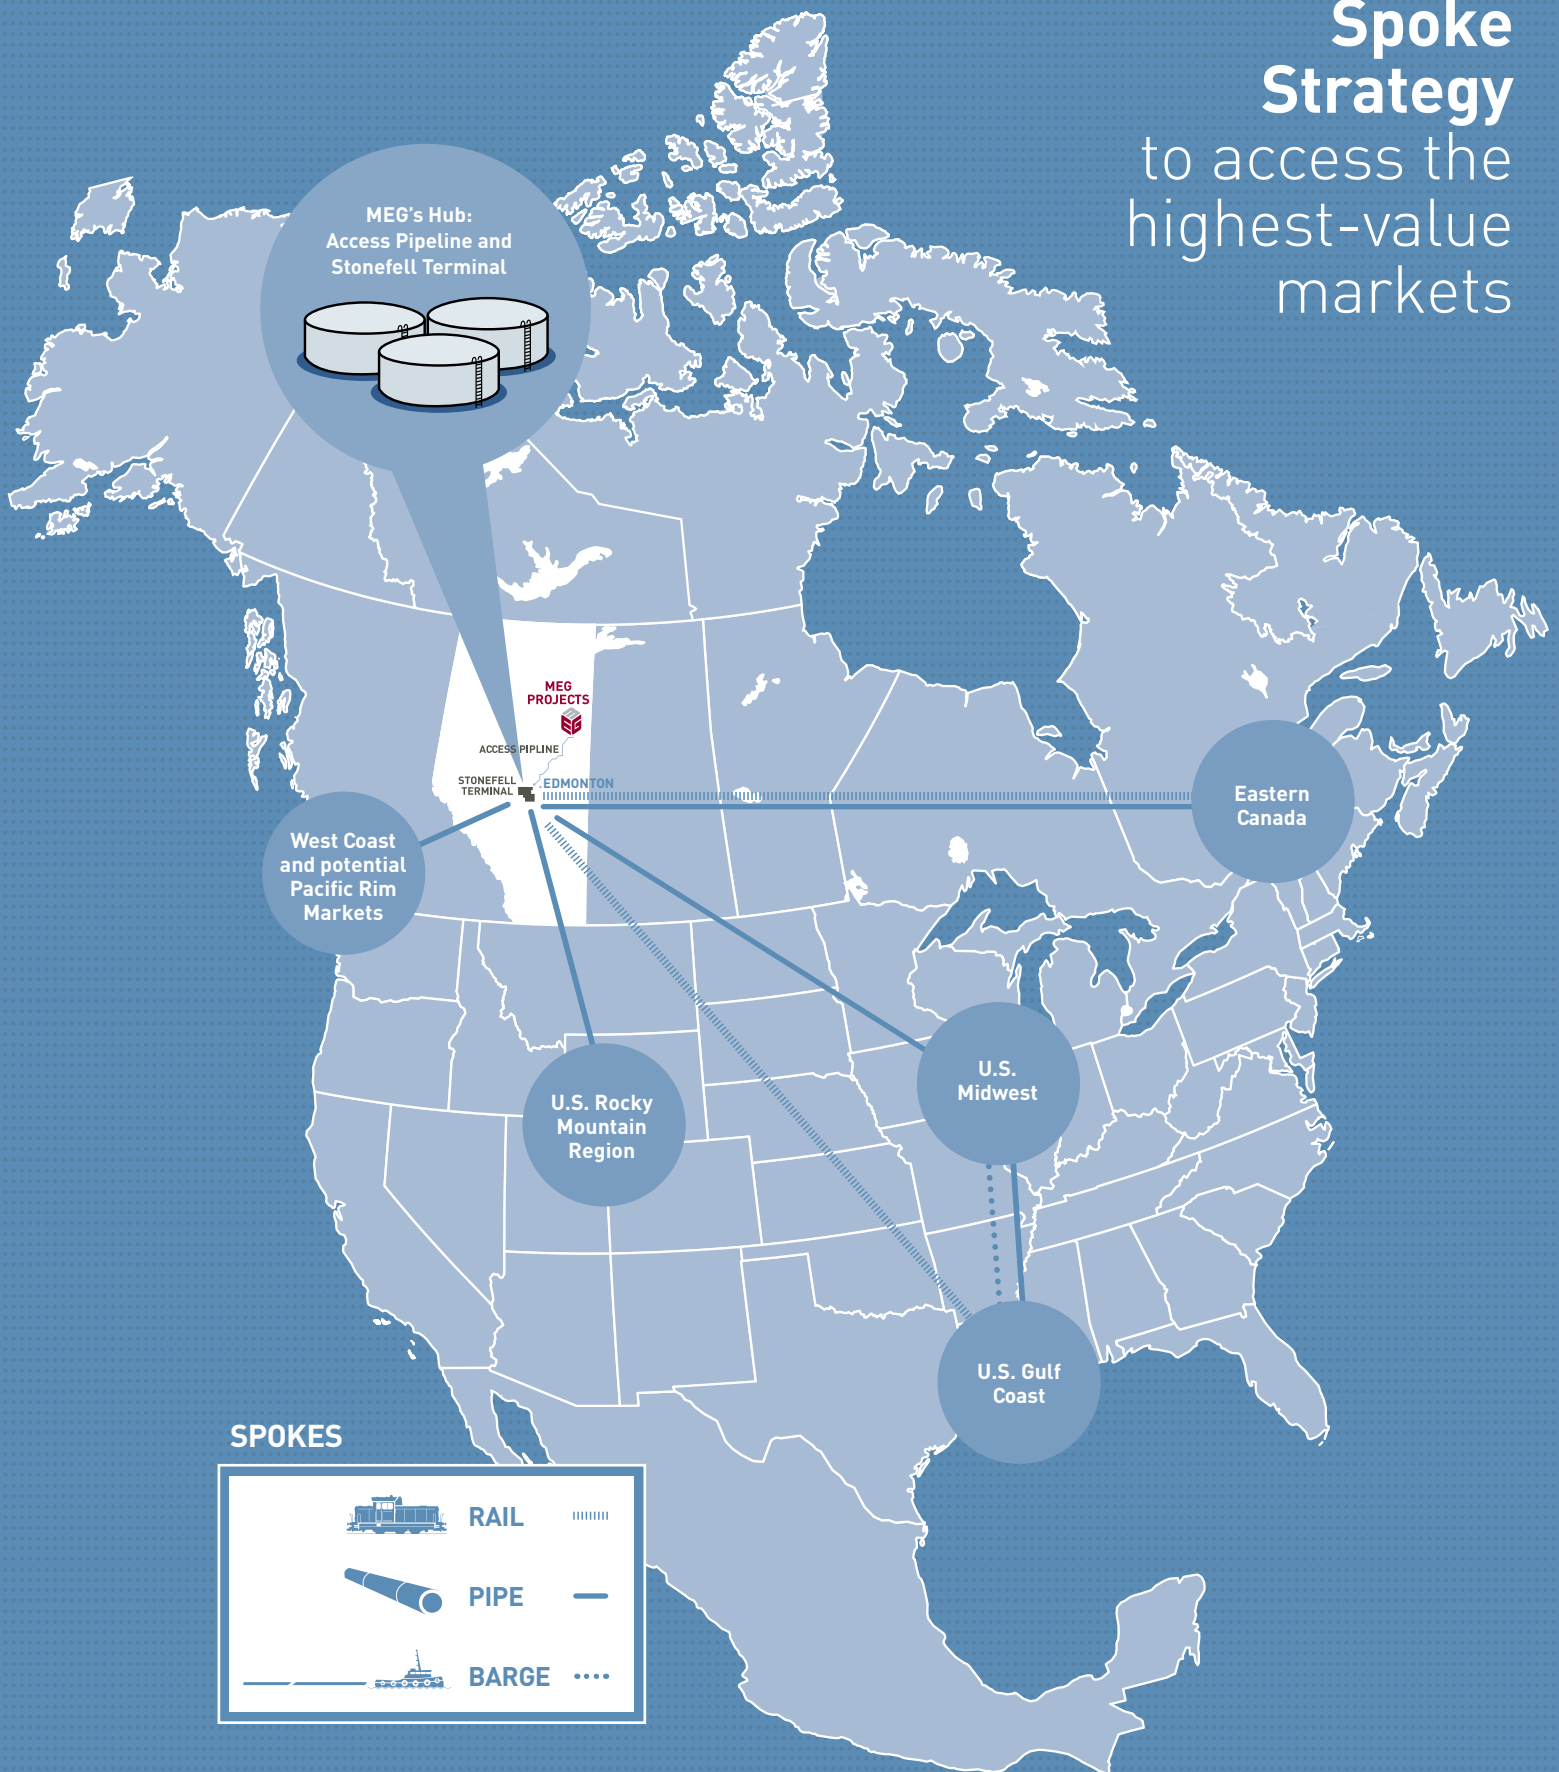 Spoke
Strategy
to access the
highest-value
markets
MEG's Hub:
Access Pipeline and
Stonefell Terminal
MEG
PROJECTS
MEG
ACCESS PIPLINE
STONEFELL
TERMINAL
EDMONTON
Eastern
Canada
West Coast
and potential
Pacific Rim
Markets
U.S.
Midwest
U.S. Rocky
Mountain
Region
U.S. Gulf
Coast
SPOKES
RAIL
PIPE
BARGE